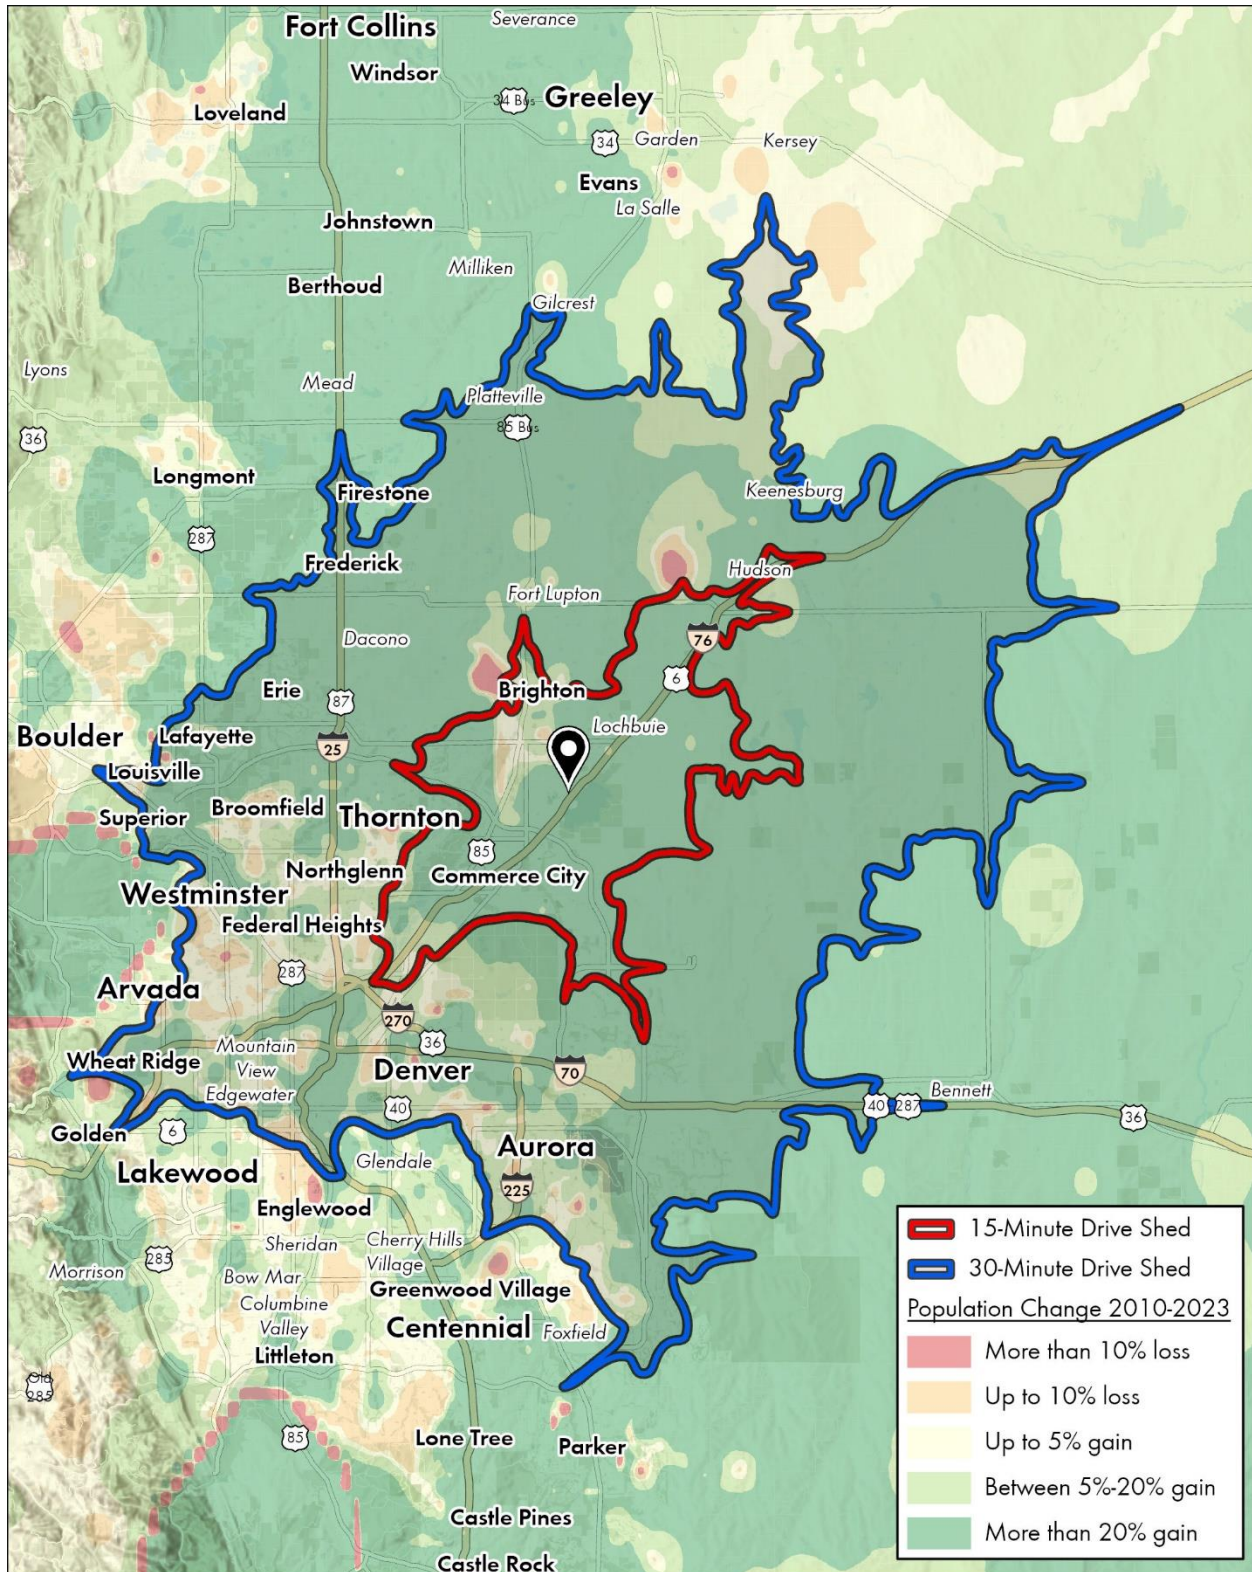 Severance
Fort Collins
Windsor
34 Bus
Greeley
Loveland
34
Garden
Kersey
Evans
La Salle
Johnstown
Milliken
Berthoud
Gilcrest
Lyons
Mead
Platteville
36
85 Bus
Longmont
Firestone
Keenesburg
287
Frederick
Hudson
Fort Lupton
Dacono
76
6
Erie
Brighton
87
Lochbuie
Boulder
Lafayette
25
Louisville
Superior
Broomfield
Thornton
85
Northglenn
Commerce City
Westminster
Federal Heights
287
Arvada
270
36
Mountain
View
Wheat Ridge
Denver
70
Edgewater
40
40
287
Bennett
36
Golden
6
Aurora
Lakewood
Glendale
225
Englewood
Sheridan
Cherry Hills
Village
285
Morrison
Bow Mar
Greenwood Village
Columbine
Valley
Centennial
Foxfield
Littleton
Old
285
85
Lone Tree
Parker
Castle Pines
Castle Rock
15-Minute Drive Shed
30-Minute Drive Shed
Population Change 2010-2023
More than 10% loss
Up to 10% loss
Up to 5% gain
Between 5%-20% gain
More than 20% gain